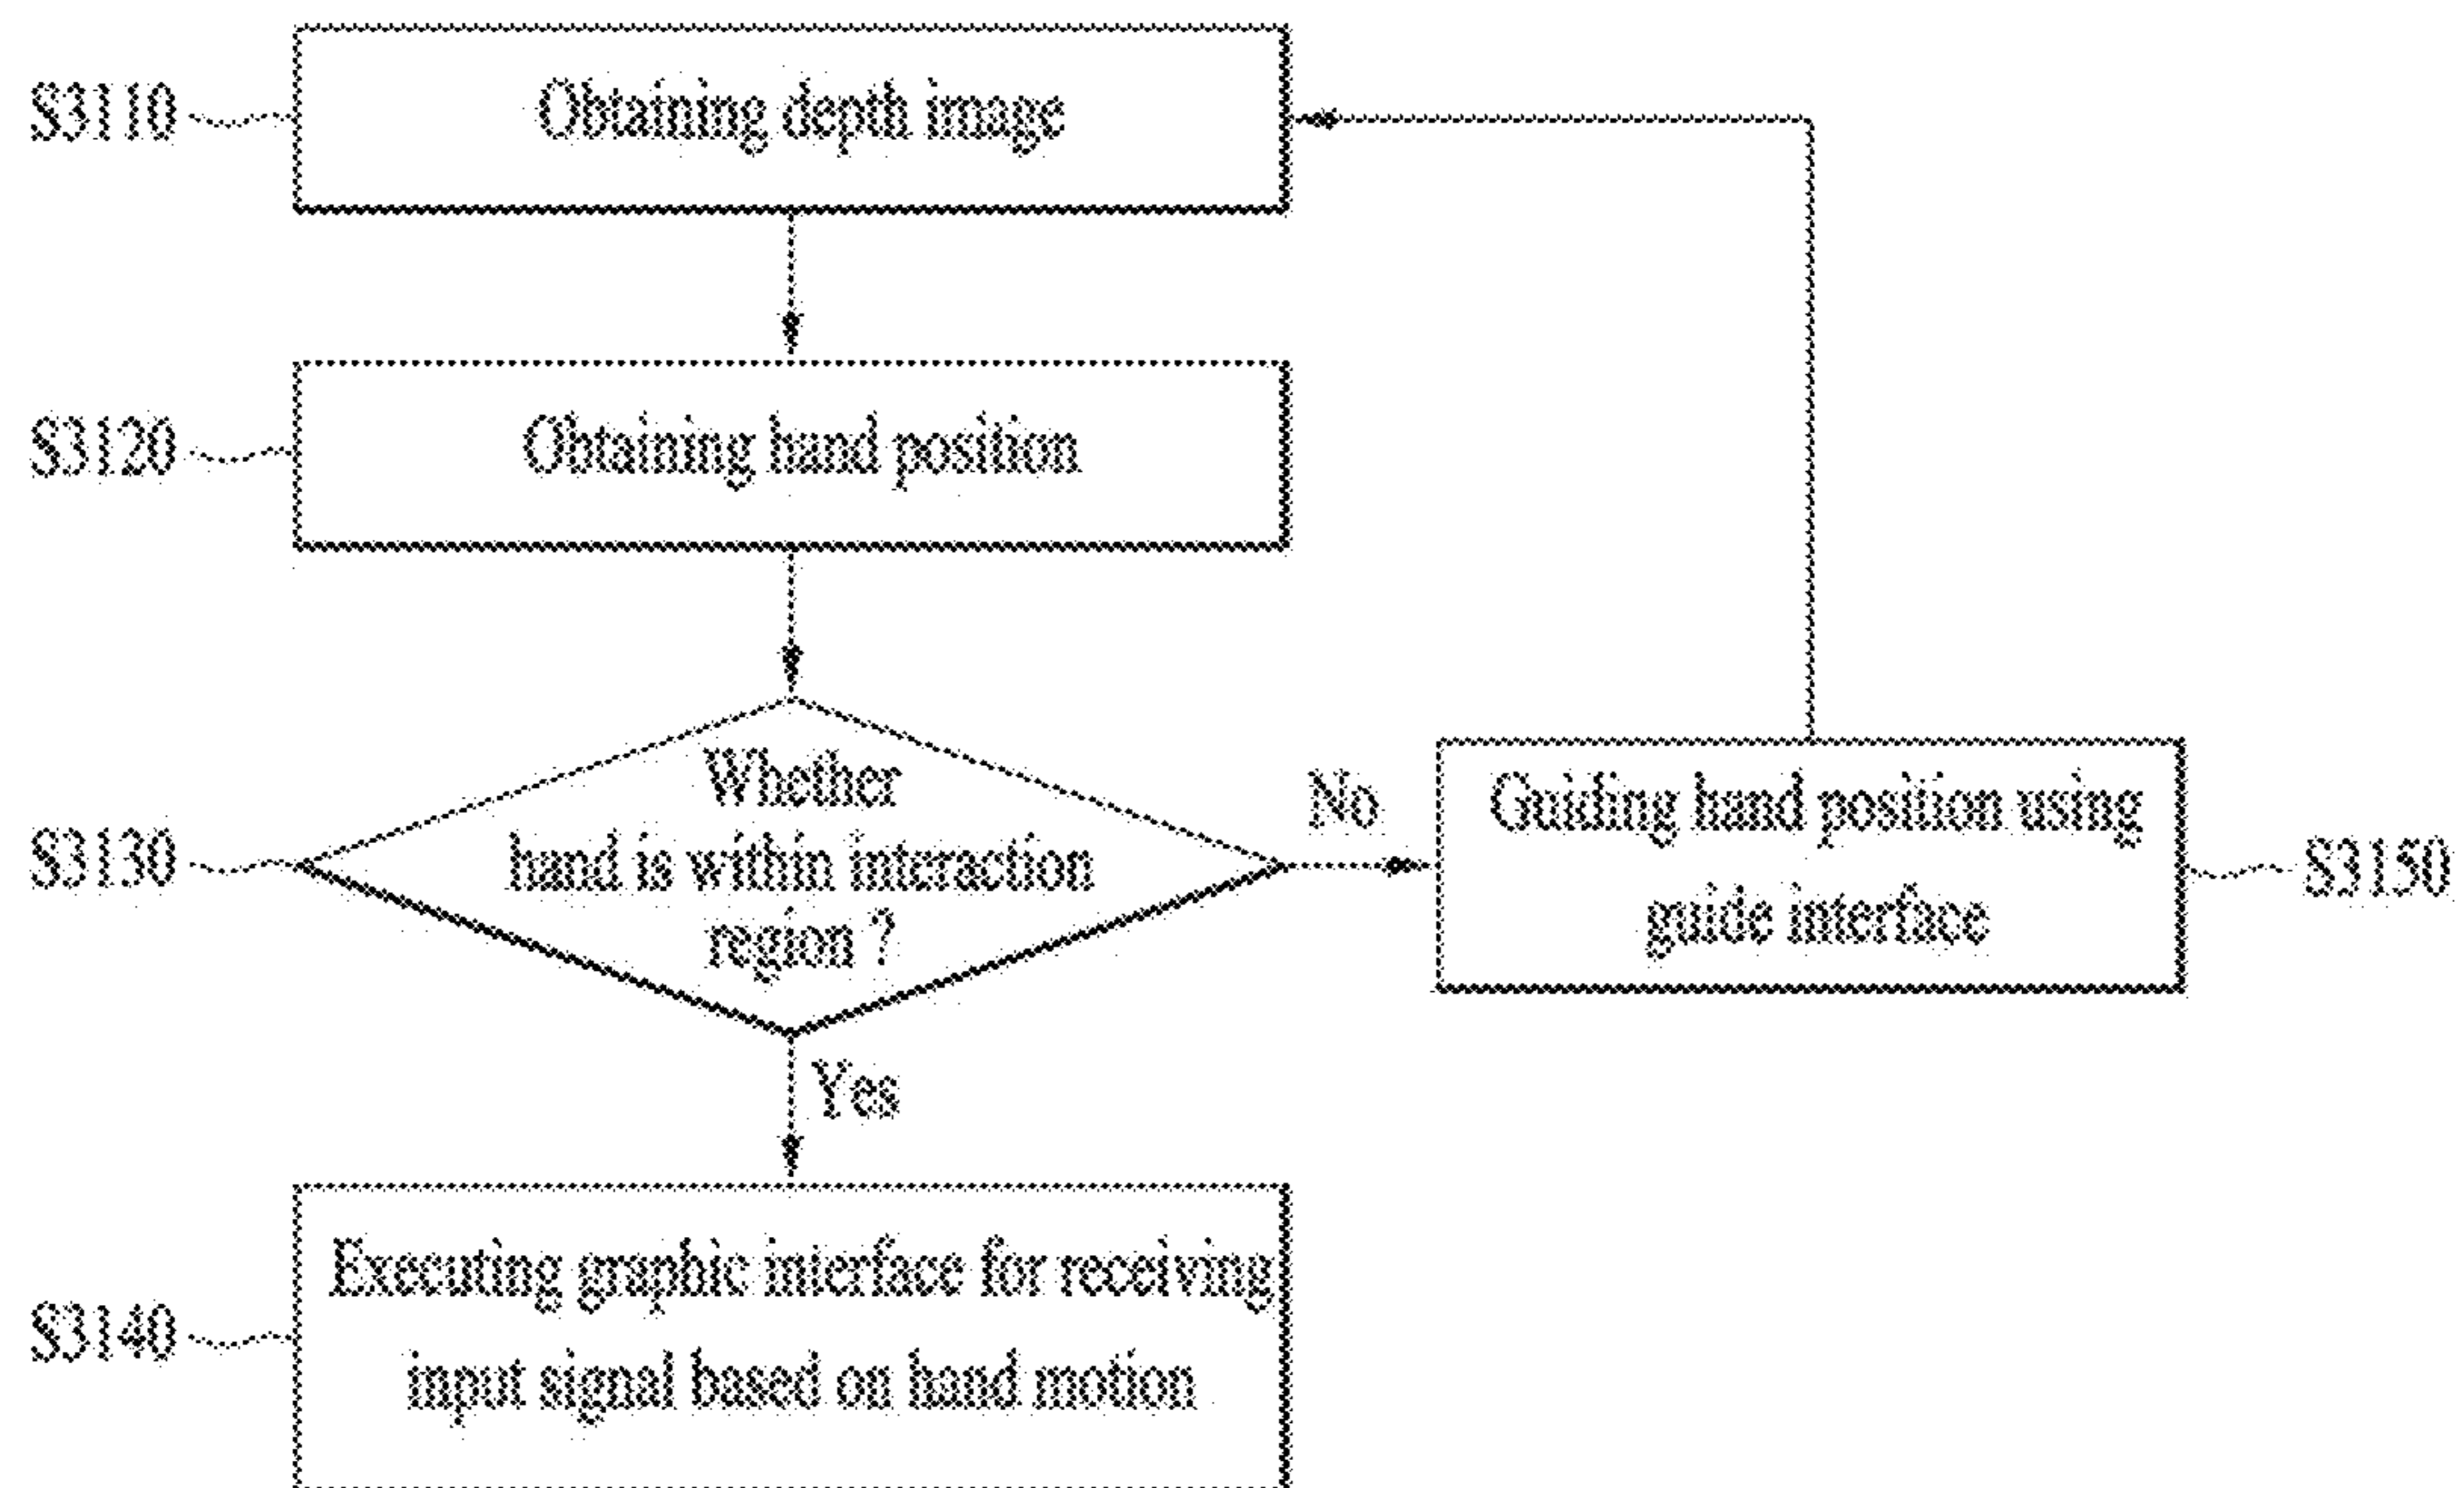 S3110
Obtaining depth image
S3120
Obtaining hand position
S3130
Whether
hand is within interaction
region ?
No
Guiding hand position using
guide interface
S3150
Yes
S3140
Executing graphic interface for receiving
input signal based on hand motion